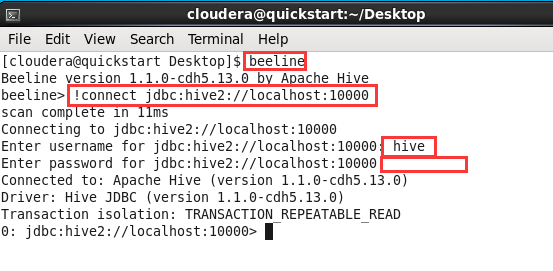 cloudera@quickstart:~/Desktop
File Edit View Search Terminal Help
[cloudera@quickstart Desktop]$ beeline
Beeline version 1.1.0-cdh5.13.0 by Apache Hive
beeline> !connect jdbc:hive2://localhost:10000
scan complete in 11ms
Connecting to jdbc:hive2://localhost:10000
Enter username for jdbc:hive2://localhost:10000: hive
Enter password for jdbc:hive2://localhost:10000
Connected to: Apache Hive (version 1.1.0-cdh5.13.0)
Driver: Hive JDBC (version 1.1.0-cdh5.13.0)
Transaction isolation: TRANSACTION_REPEATABLE_READ
0: jdbc:hive2://localhost:10000>